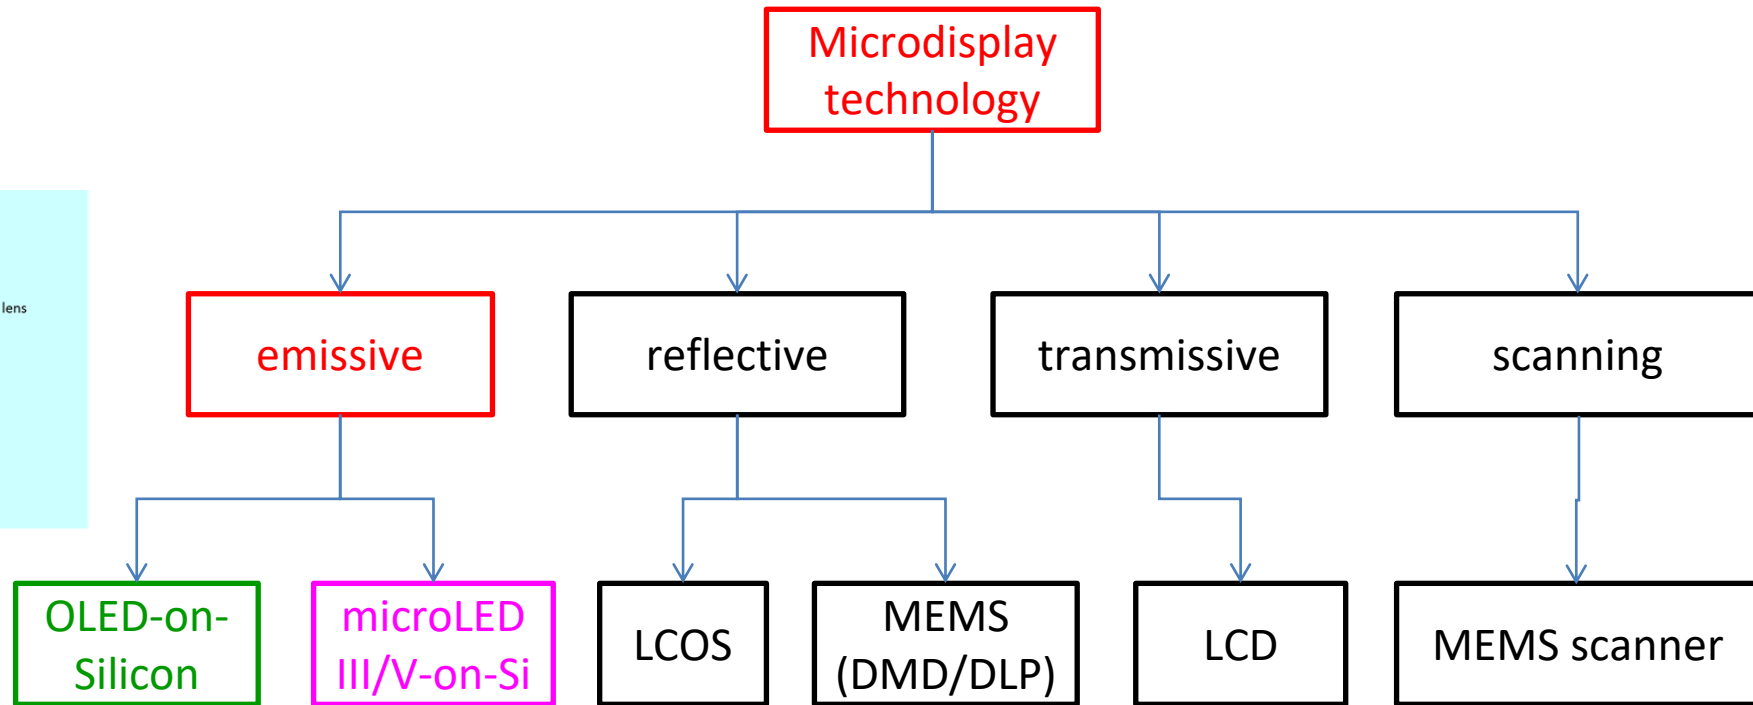 Microdisplay
technology
lens
emissive
reflective
transmissive
scanning
OLED-on-
Silicon
microLED
III/V-on-Si
LCOS
MEMS
(DMD/DLP)
LCD
MEMS scanner